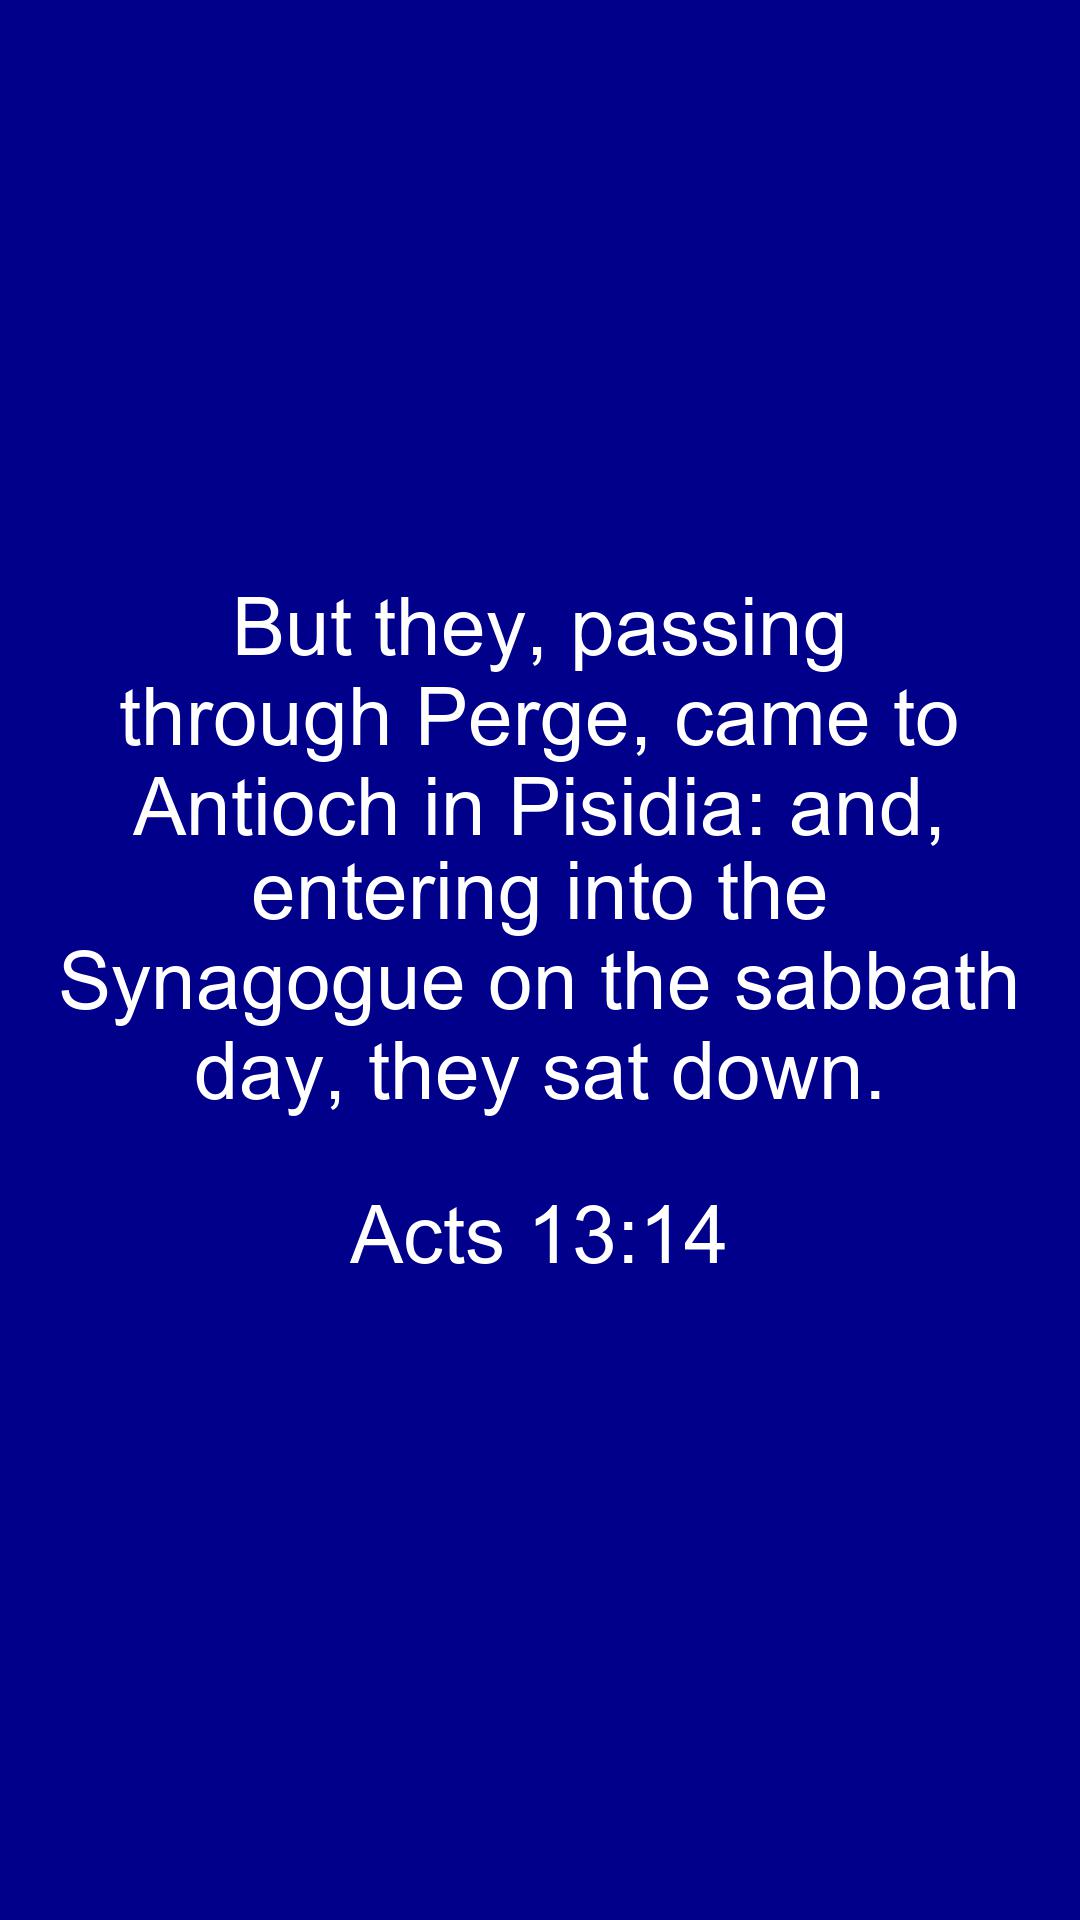 But they, passing
through Perge, came to
Antioch in Pisidia: and,
entering into the
Synagogue on the sabbath
day, they sat down.
Acts 13:14